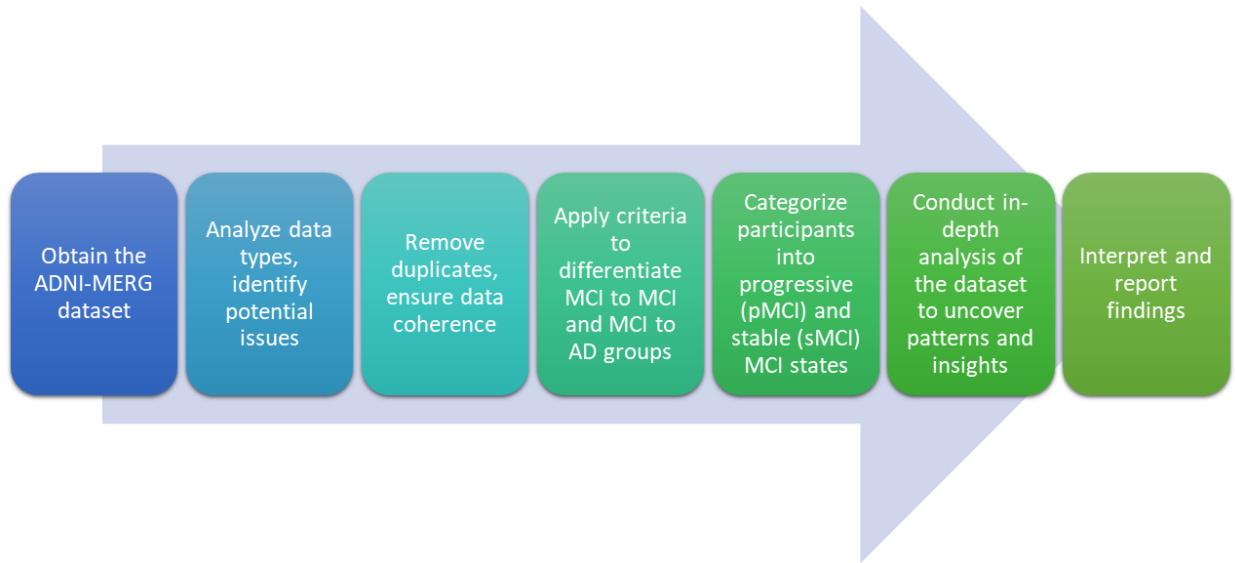 Obtain the
ADNI-MERG
dataset
Analyze data
types,
identify
potential
issues
Remove
duplicates,
ensure data
coherence
Apply criteria
to
differentiate
MCI to MCI
and MCI to
AD groups
Categorize
participants
into
progressive
(pMCI) and
stable (sMCI)
MCI states
Conduct in-
depth
analysis of
the dataset
to uncover
patterns and
insights
Interpret and
report
findings